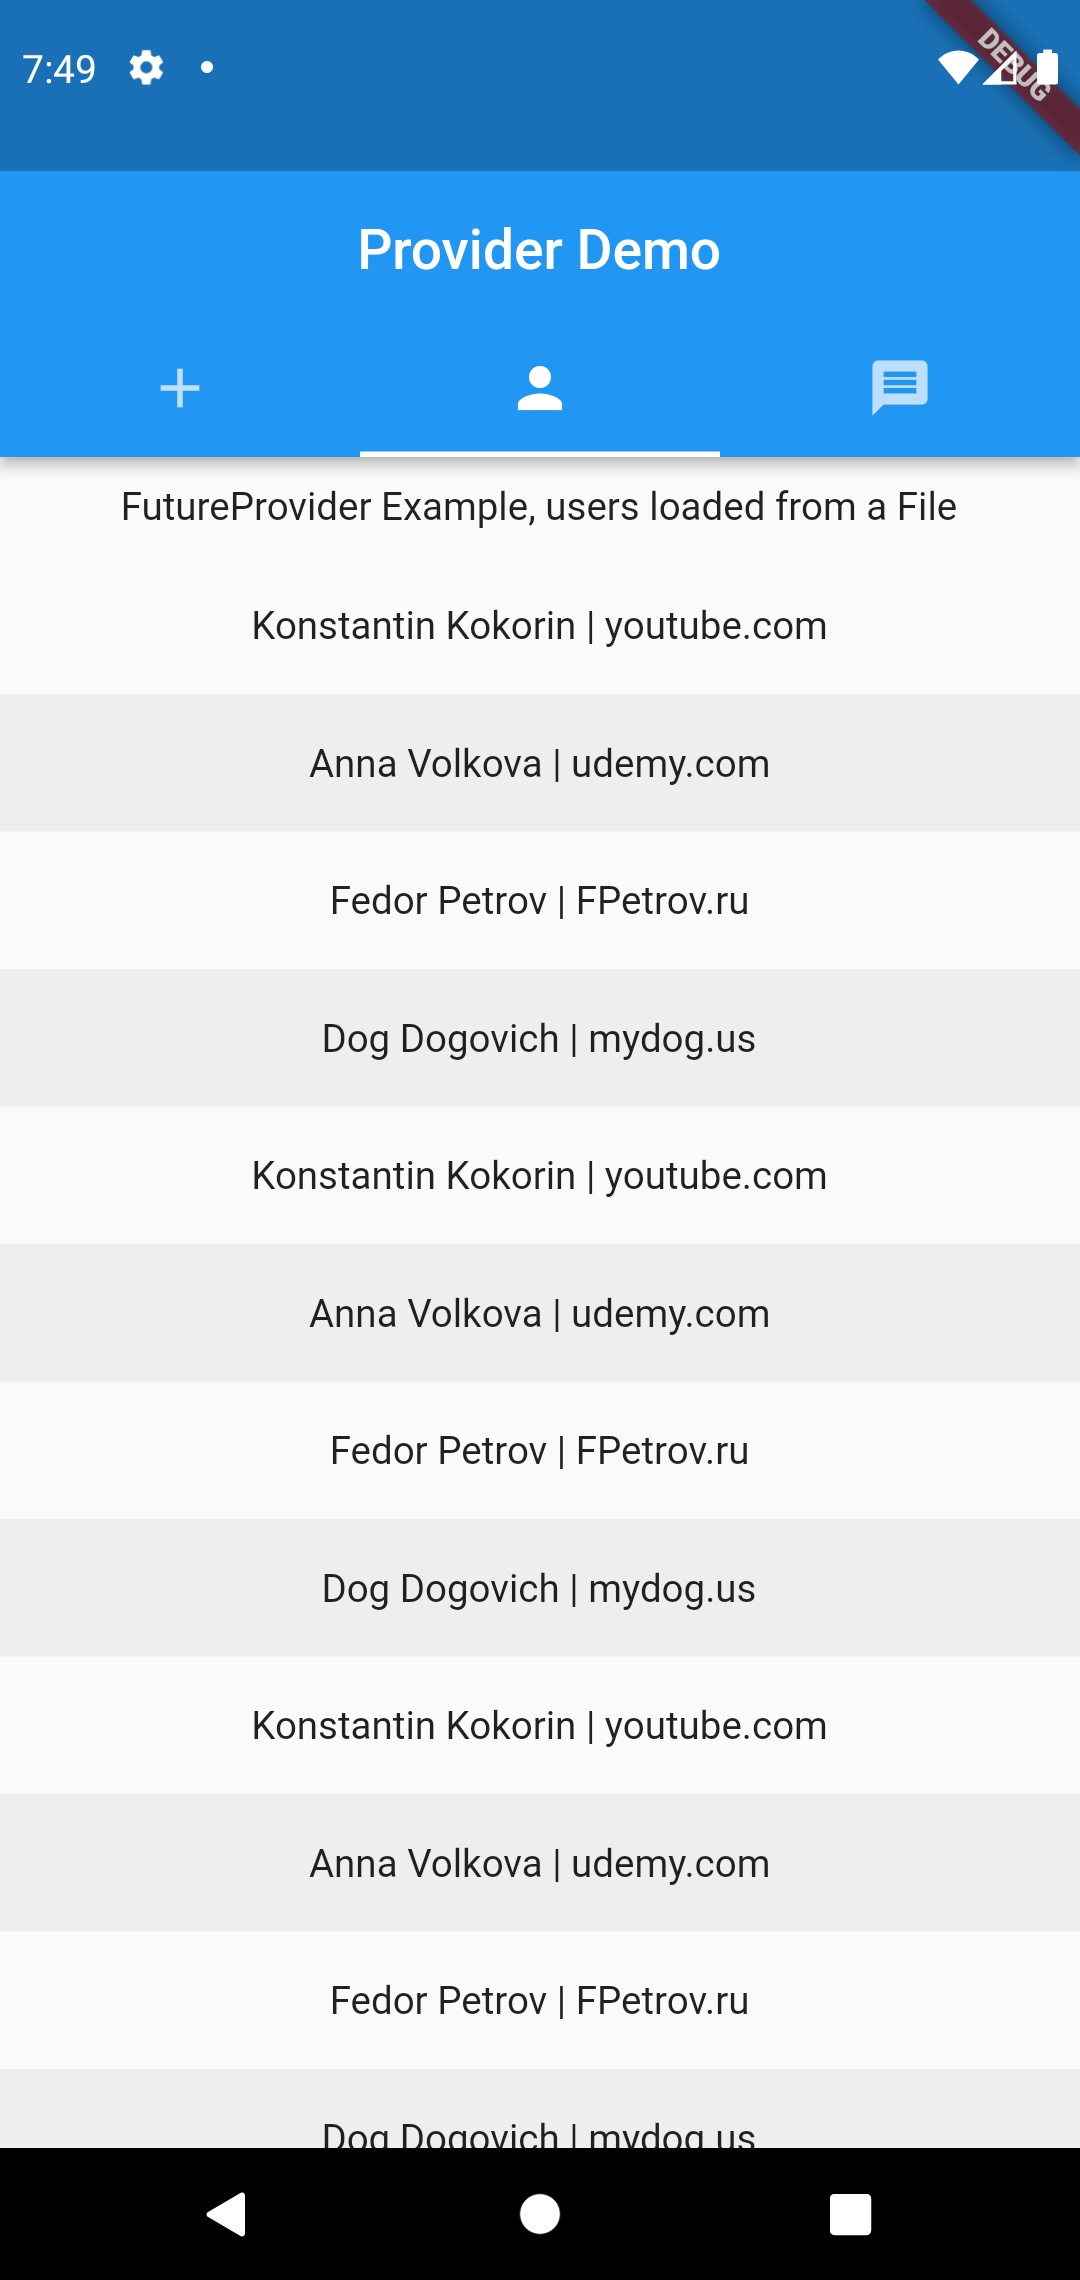 7:49
DEBUG
Provider Demo
FutureProvider Example, users loaded from a File
Konstantin Kokorin | youtube.com
Anna Volkova | udemy.com
Fedor Petrov | FPetrov.ru
Dog Dogovich | mydog.us
Konstantin Kokorin | youtube.com
Anna Volkova | udemy.com
Fedor Petrov | FPetrov.ru
Dog Dogovich | mydog.us
Konstantin Kokorin | youtube.com
Anna Volkova | udemy.com
Fedor Petrov | FPetrov.ru
Dog Dogovich | mydog.us